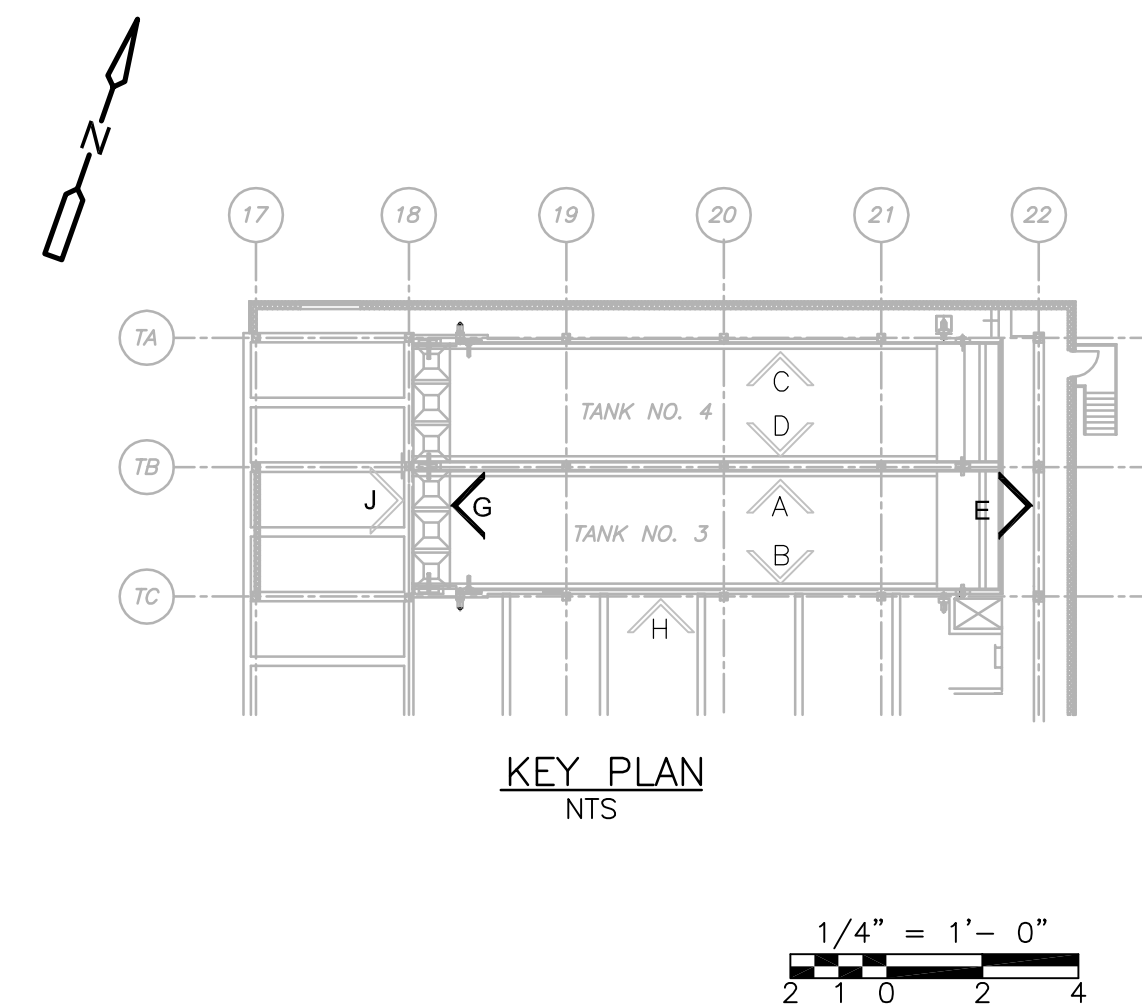 N
17 18 19 20 21 22
TA
C
TANK NO. 4
D
TB
J G A E
TANK NO. 3
B
TC
H
KEY PLAN
NTS
1/4" = 1'- 0"
2 1 0 2 4